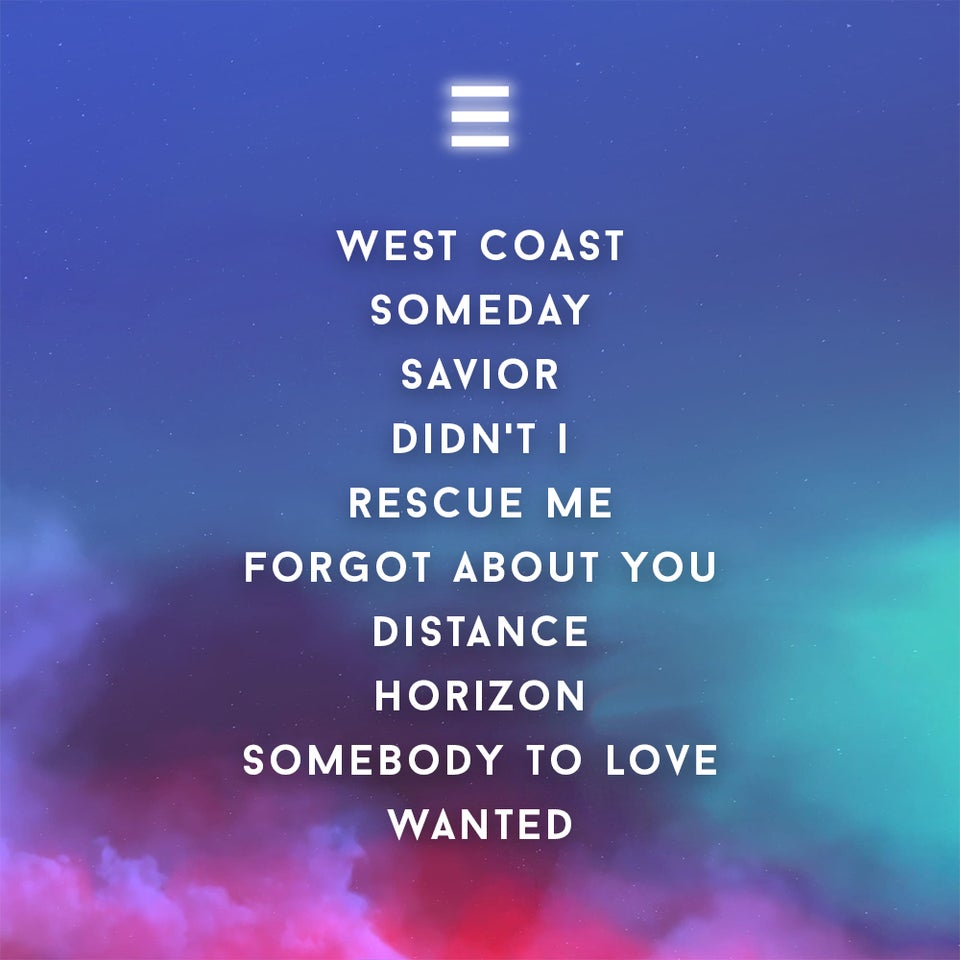 WEST COAST
SOMEDAY
SAVIOR
DIDN'T I
RESCUE ME
FORGOT ABOUT YOU
DISTANCE
HORIZON
SOMEBODY TO LOVE
WANTED